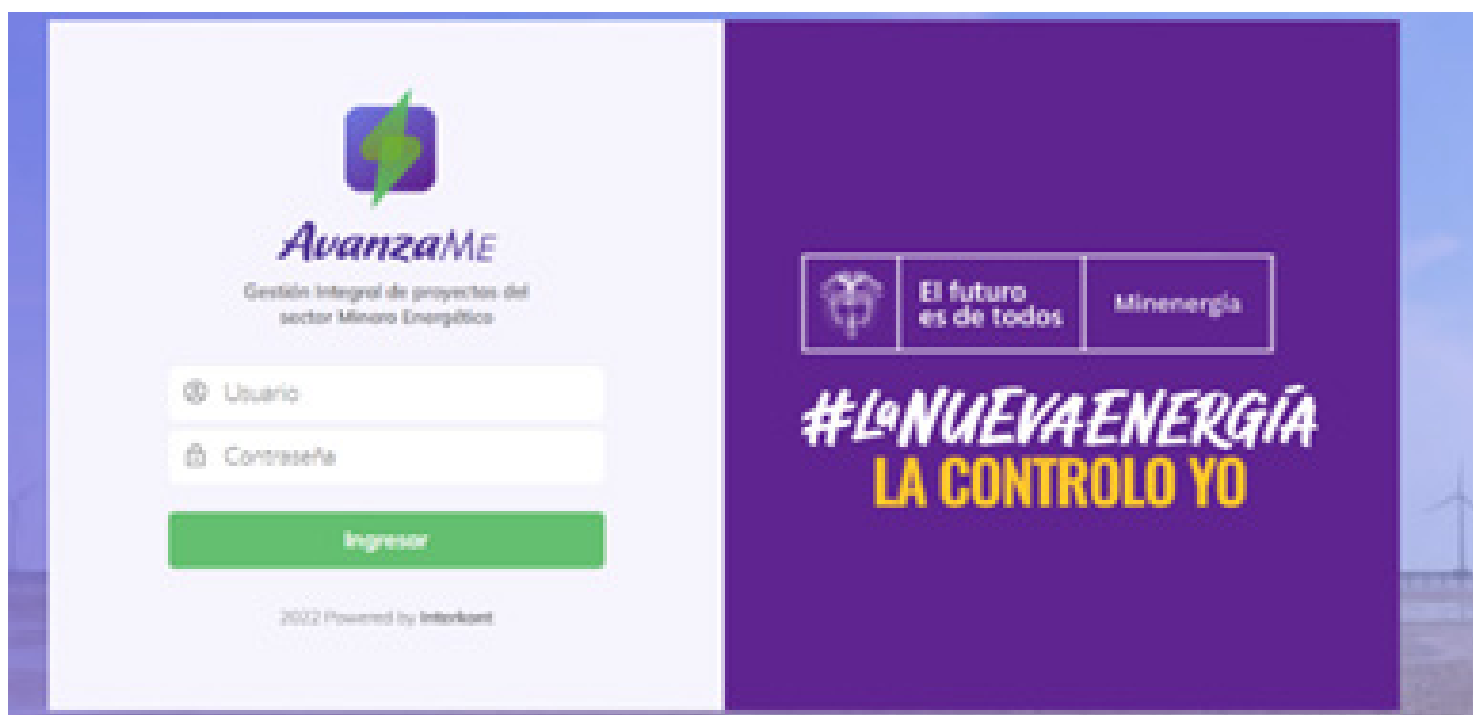 AvanzaME
Gestión Integral de proyectos del
sector Minero Energético
Usuario
Contraseña
Ingresar
2022 Powered by Interkont
El futuro
es de todos
Minenergía
#LaNUEVAENERGÍA
LA CONTROLO YO